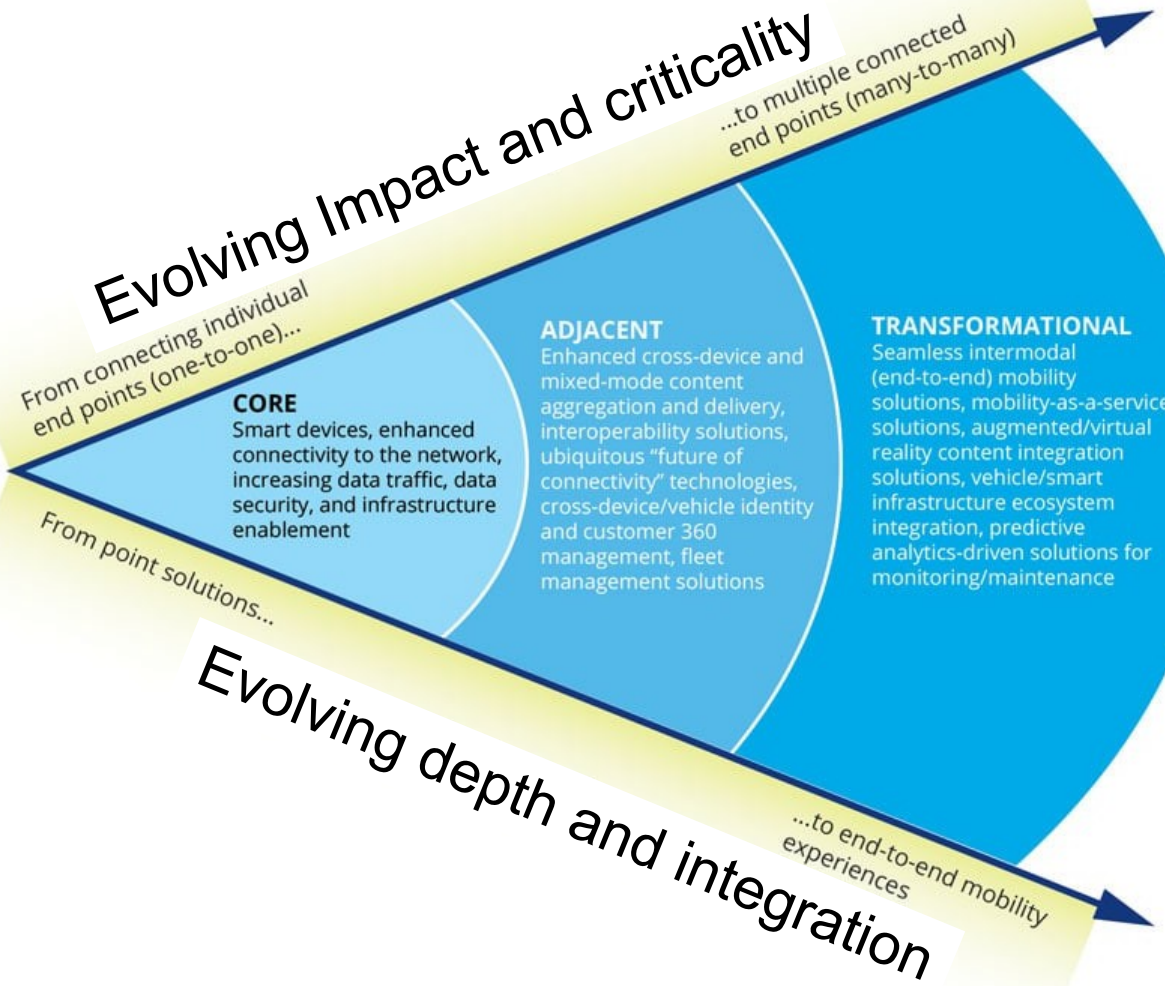 Evolving Impact and criticality
From connecting individual
end points (one-to-one)...
...to multiple connected
end points (many-to-many)
CORE
Smart devices, enhanced
connectivity to the network,
increasing data traffic, data
security, and infrastructure
enablement
ADJACENT
Enhanced cross-device and
mixed-mode content
aggregation and delivery,
interoperability solutions,
ubiquitous “future of
connectivity” technologies,
cross-device/vehicle identity
and customer 360
management, fleet
management solutions
TRANSFORMATIONAL
Seamless intermodal
(end-to-end) mobility
solutions, mobility-as-a-service
solutions, augmented/virtual
reality content integration
solutions, vehicle/smart
infrastructure ecosystem
integration, predictive
analytics-driven solutions for
monitoring/maintenance
From point solutions...
Evolving depth and integration
...to end-to-end mobility
experiences